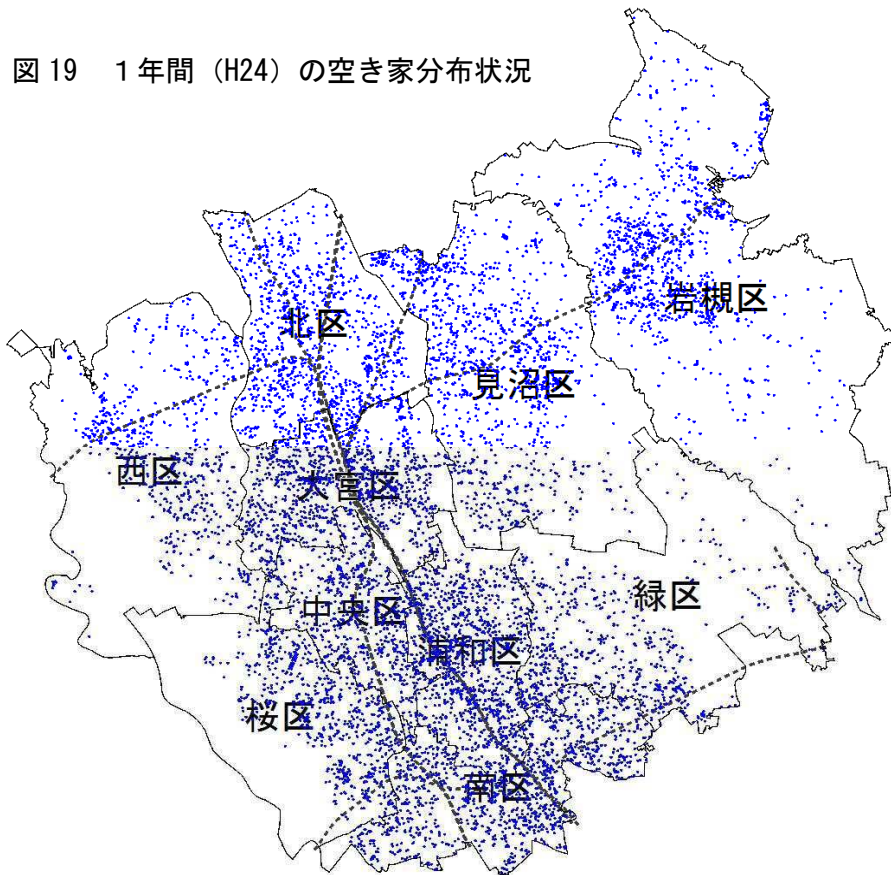 図 19　１年間（H24）の空き家分布状況
岩槻区
北区
見沼区
西区
大宮区
緑区
中央区
浦和区
桜区
南区